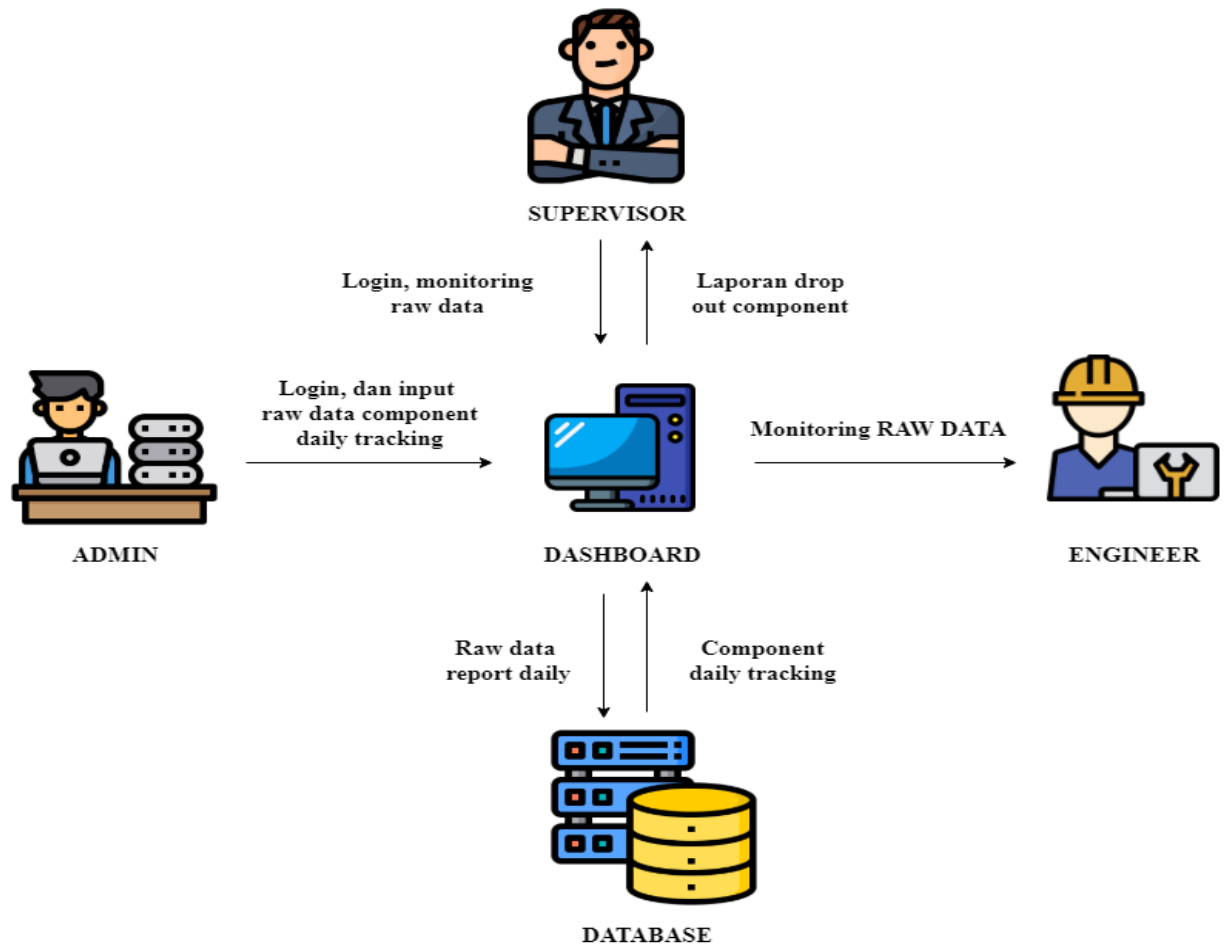 SUPERVISOR
Login, monitoring
raw data
Laporan drop
out component
Login, dan input
raw data component
daily tracking
Monitoring RAW DATA
ADMIN
DASHBOARD
ENGINEER
Raw data
report daily
Component
daily tracking
DATABASE